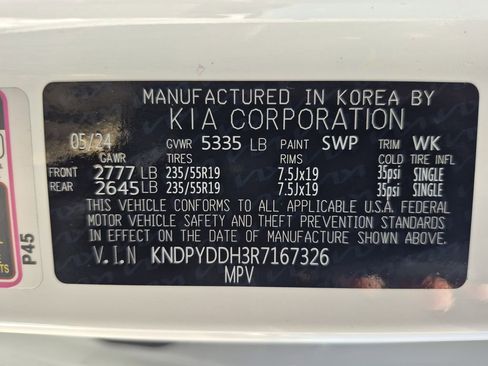 MANUFACTURED IN KOREA BY
KIA CORPORATION
05/24 GVWR 5335 LB PAINT SWP TRIM WK
GAWR TIRES RIMS COLD TIRE INFL
FRONT 2777 LB 235/55R19 7.5Jx19 35psi SINGLE
REAR 2645 LB 235/55R19 7.5Jx19 35psi SINGLE
THIS VEHICLE CONFORMS TO ALL APPLICABLE U.S.A. FEDERAL
MOTOR VEHICLE SAFETY AND THEFT PREVENTION STANDARDS
IN EFFECT ON THE DATE OF MANUFACTURE SHOWN ABOVE.
V.I.N KNDPYDDH3R7167326
MPV
P45